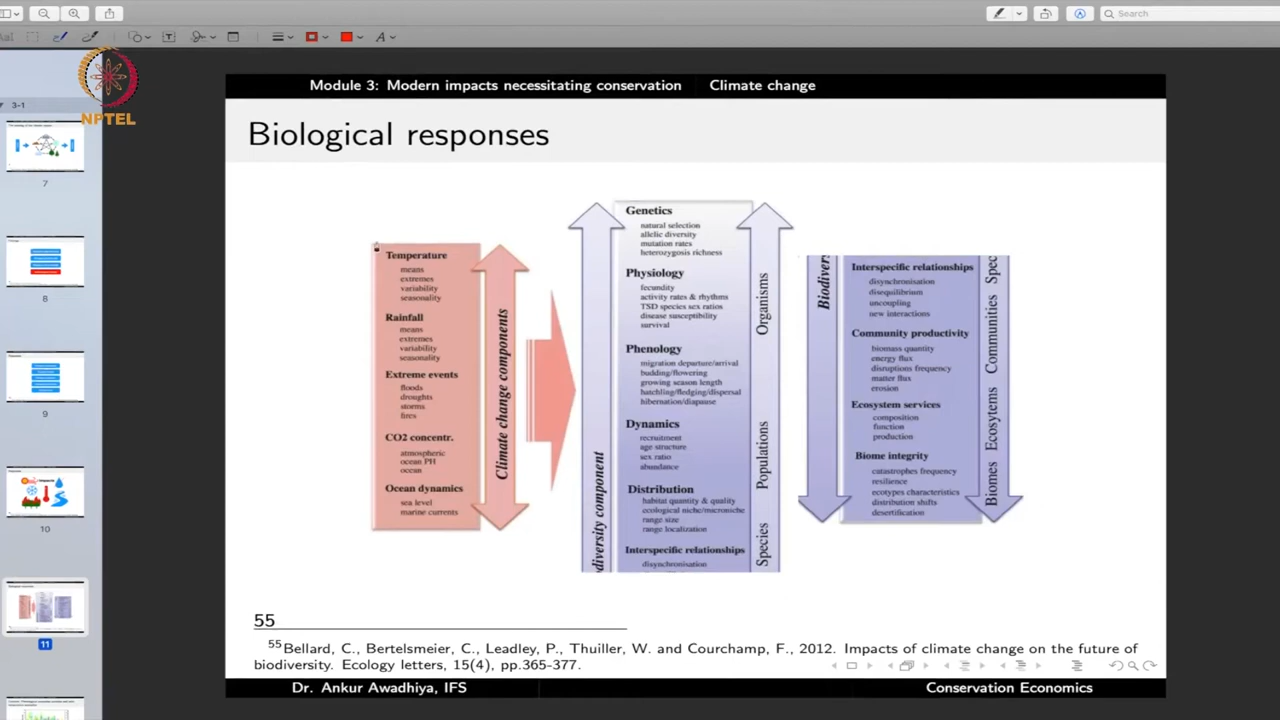 Search
A
NPTEL
3-1
7
8
9
10
11
Module 3: Modern impacts necessitating conservation Climate change
Biological responses
Temperature
means
extremes
variability
seasonality
Rainfall
means
extremes
variability
seasonality
Extreme events
floods
droughts
storms
fires
CO2 concentr.
atmospheric
ocean PH
ocean
Ocean dynamics
sea level
marine currents
Climate change components
diversity component
Genetics
natural selection
allelic diversity
mutation rates
heterozygosis richness
Physiology
fecundity
activity rates & rhythms
TSD species sex ratios
disease susceptibility
survival
Phenology
migration departure/arrival
budding/flowering
growing season length
hatchling/fledging/dispersal
hibernation/diapause
Dynamics
recruitment
age structure
sex ratio
abundance
Distribution
habitat quantity & quality
ecological niche/microniche
range size
range localization
Interspecific relationships
disynchronisation
Organisms
Populations
Species
Biodivers
Interspecific relationships
disynchronisation
disequilibrium
uncoupling
new interactions
Community productivity
biomass quantity
energy flux
disruptions frequency
matter flux
erosion
Ecosystem services
composition
function
production
Biome integrity
catastrophes frequency
resilience
ecotypes characteristics
distribution shifts
desertification
Spec
Communities
Ecosytems
Biomes
55
55Bellard, C., Bertelsmeier, C., Leadley, P., Thuiller, W. and Courchamp, F., 2012. Impacts of climate change on the future of
biodiversity. Ecology letters, 15(4), pp.365-377.
Dr. Ankur Awadhiya, IFS Conservation Economics